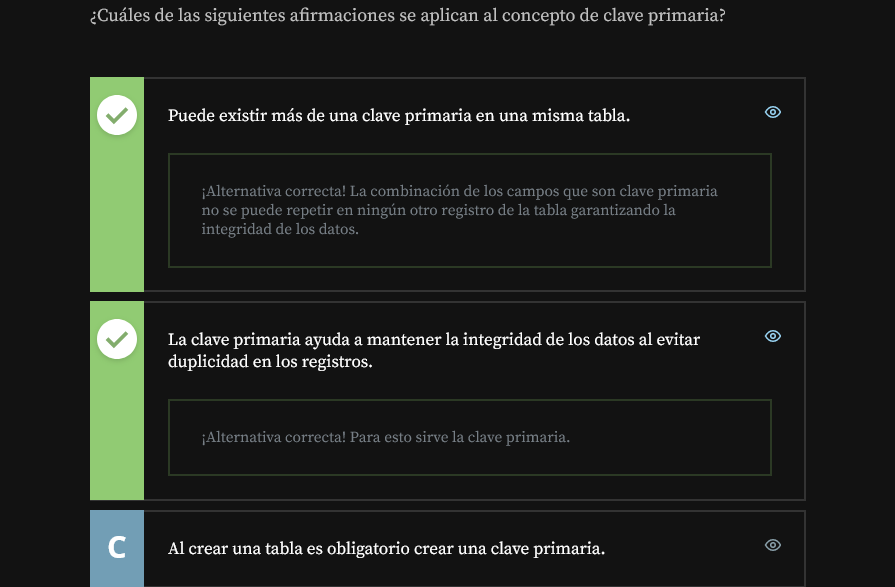 ¿Cuáles de las siguientes afirmaciones se aplican al concepto de clave primaria?
Puede existir más de una clave primaria en una misma tabla.
¡Alternativa correcta! La combinación de los campos que son clave primaria
no se puede repetir en ningún otro registro de la tabla garantizando la
integridad de los datos.
La clave primaria ayuda a mantener la integridad de los datos al evitar
duplicidad en los registros.
¡Alternativa correcta! Para esto sirve la clave primaria.
C
Al crear una tabla es obligatorio crear una clave primaria.